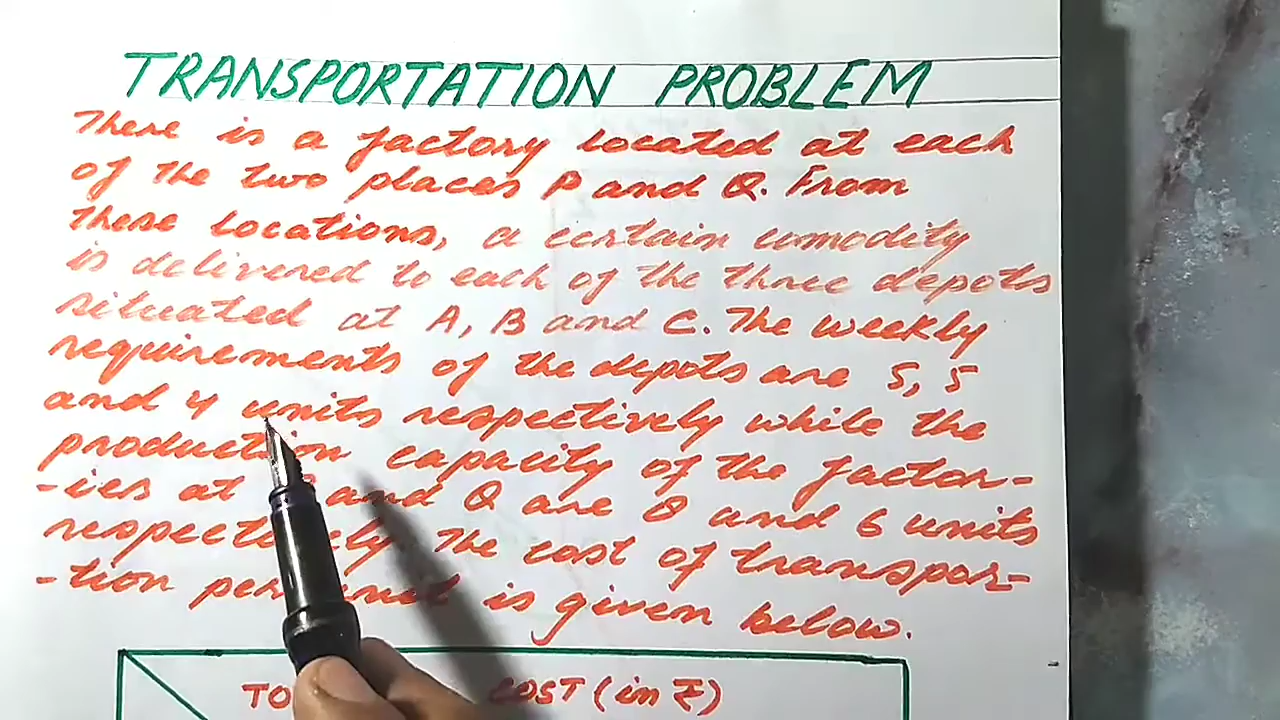 TRANSPORTATION PROBLEM
There is a factory located at each
of the two places P and Q. From
these locations, a certain comodity
is delivered to each of the three depots
situated at A, B and C. The weekly
requirements of the depots are 5, 5
and 4 units respectively while the
production capacity of the factor-
-ies at and Q are 8 and 6 units
respectively. The cost of transpor-
-tion per unit is given below.
TO COST (in ₹)